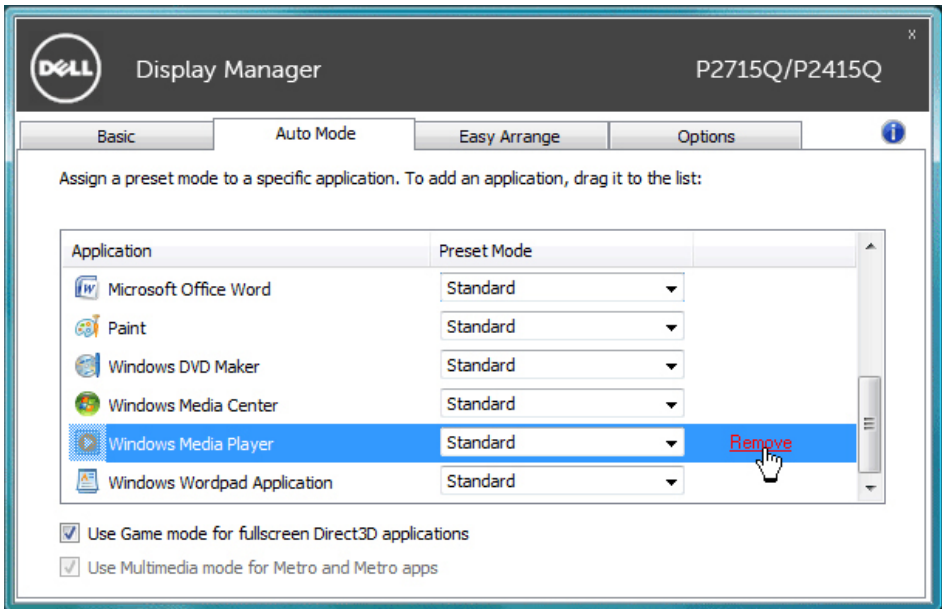 x
DELL Display Manager P2715Q/P2415Q
Basic Auto Mode Easy Arrange Options i
Assign a preset mode to a specific application. To add an application, drag it to the list:
Application Preset Mode
W Microsoft Office Word Standard
Paint Standard
Windows DVD Maker Standard
Windows Media Center Standard
Windows Media Player Standard Remove
Windows Wordpad Application Standard
Use Game mode for fullscreen Direct3D applications
Use Multimedia mode for Metro and Metro apps